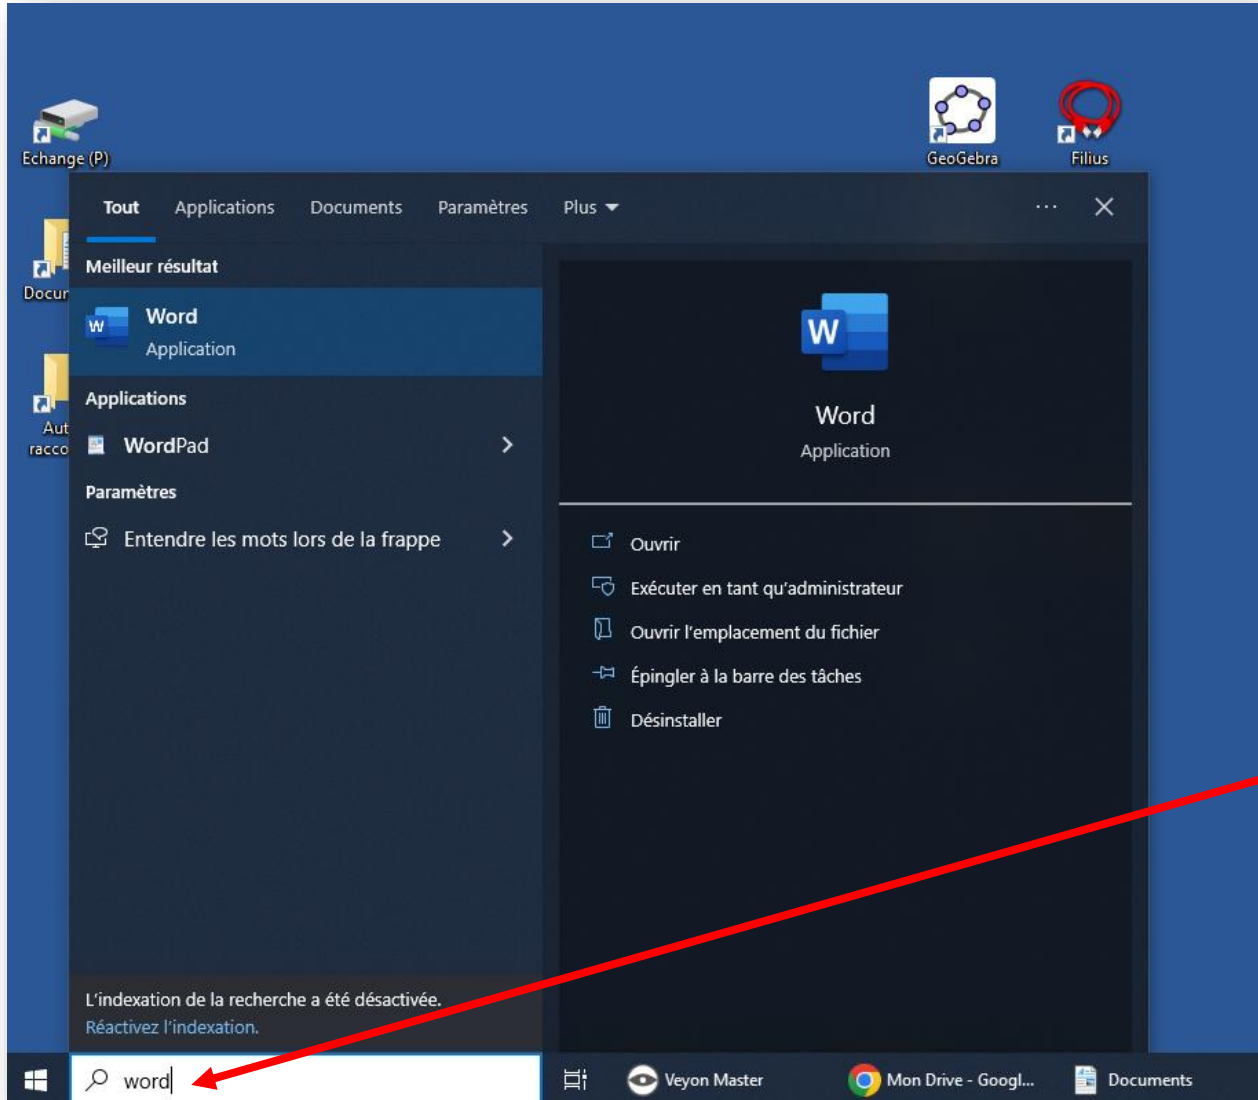 Echange (P)
GeoGebra
Filius
Tout Applications Documents Paramètres Plus
Meilleur résultat
Docur
W Word
Application
W
Applications
Word
Aut
racco
WordPad
Application
Paramètres
Entendre les mots lors de la frappe
Ouvrir
Exécuter en tant qu'administrateur
Ouvrir l'emplacement du fichier
Épingler à la barre des tâches
Désinstaller
L'indexation de la recherche a été désactivée.
Réactivez l'indexation.
word
Veyon Master
Mon Drive - Googl...
Documents